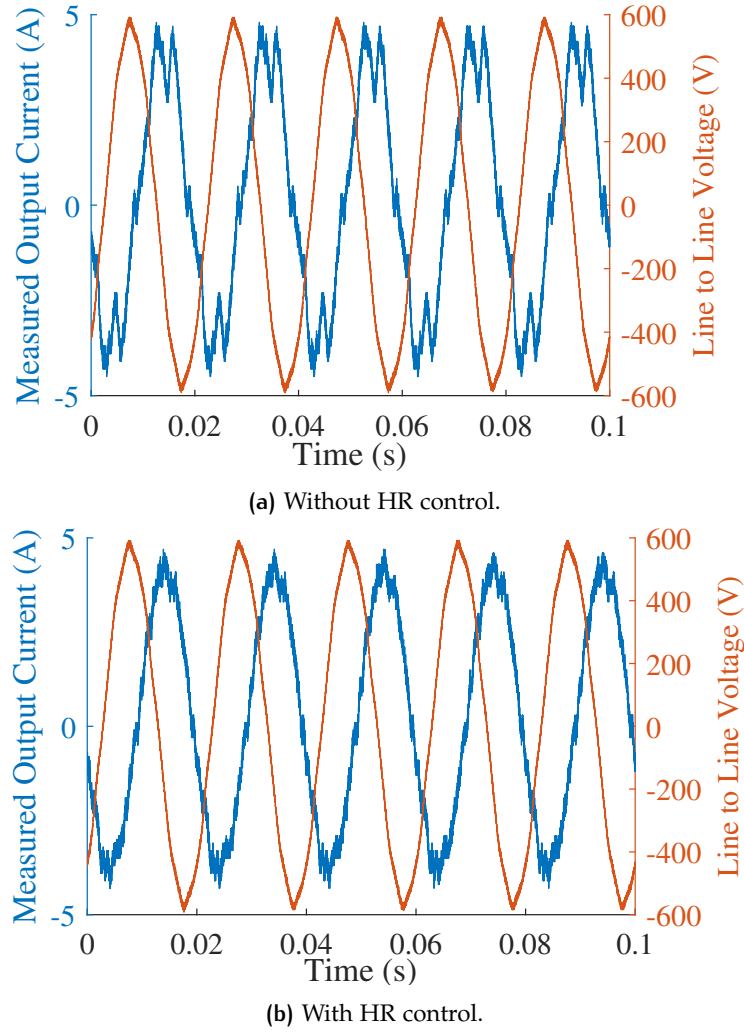 Measured Output Current (A)
5
0
-5
600
400
200
0
-200
-400
-600
Line to Line Voltage (V)
0 0.02 0.04 0.06 0.08 0.1
Time (s)
(a) Without HR control.
Measured Output Current (A)
5
0
-5
600
400
200
0
-200
-400
-600
Line to Line Voltage (V)
0 0.02 0.04 0.06 0.08 0.1
Time (s)
(b) With HR control.